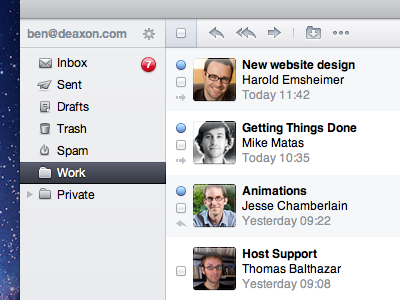 ben@deaxon.com
Inbox
7
Sent
Drafts
Trash
Spam
Work
Private
New website design
Harold Emsheimer
Today 11:42
Getting Things Done
Mike Matas
Today 10:35
Animations
Jesse Chamberlain
Yesterday 09:22
Host Support
Thomas Balthazar
Yesterday 09:08